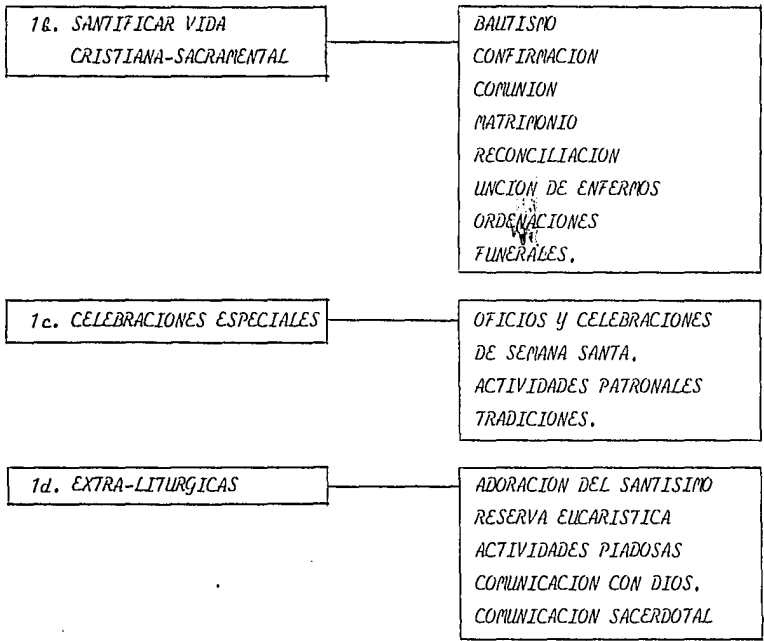 1b. SANTIFICAR VIDA
CRISTIANA-SACRAMENTAL
BAUTISMO
CONFIRMACION
COMUNION
MATRIMONIO
RECONCILIACION
UNCION DE ENFERMOS
ORDENACIONES
FUNERALES.
1c. CELEBRACIONES ESPECIALES
OFICIOS Y CELEBRACIONES
DE SEMANA SANTA.
ACTIVIDADES PATRONALES
TRADICIONES.
1d. EXTRA-LITURGICAS
ADORACION DEL SANTISIMO
RESERVA EUCARISTICA
ACTIVIDADES PIADOSAS
COMUNICACION CON DIOS.
COMUNICACION SACERDOTAL